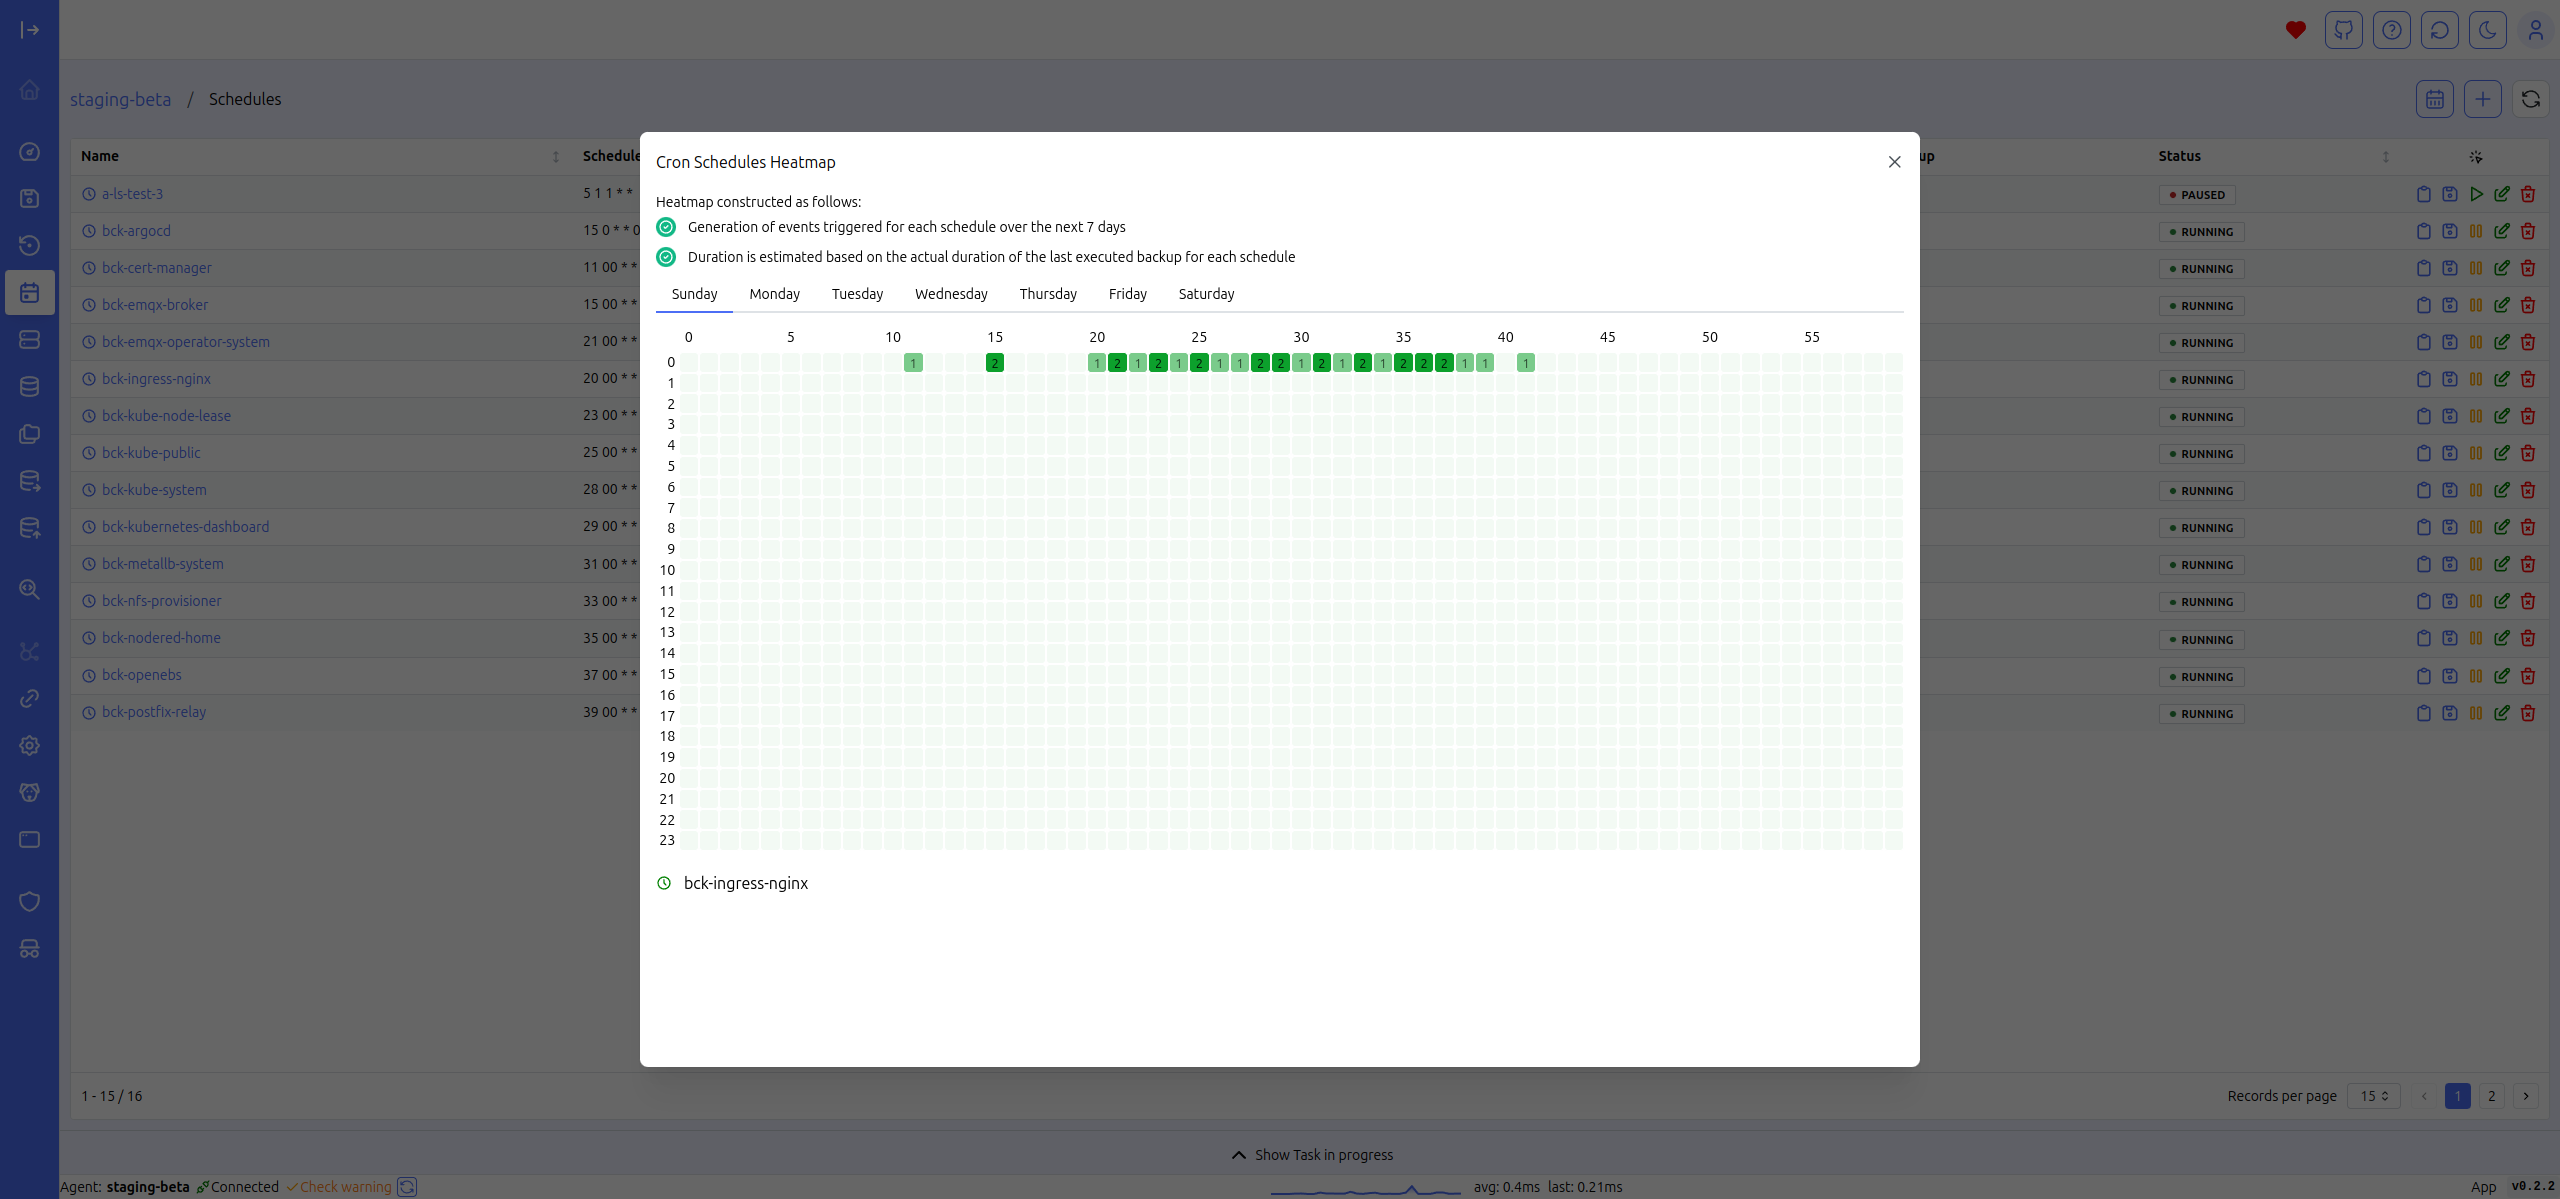 staging-beta / Schedules
Name Schedule up Status
a-ls-test-3 5 1 1 * * PAUSED
bck-argocd 15 0 * * 0 RUNNING
bck-cert-manager 11 00 * * RUNNING
bck-emqx-broker 15 00 * * RUNNING
bck-emqx-operator-system 21 00 * * RUNNING
bck-ingress-nginx 20 00 * * RUNNING
bck-kube-node-lease 23 00 * * RUNNING
bck-kube-public 25 00 * * RUNNING
bck-kube-system 28 00 * * RUNNING
bck-kubernetes-dashboard 29 00 * * RUNNING
bck-metallb-system 31 00 * * RUNNING
bck-nfs-provisioner 33 00 * * RUNNING
bck-nodered-home 35 00 * * RUNNING
bck-openebs 37 00 * * RUNNING
bck-postfix-relay 39 00 * * RUNNING
Cron Schedules Heatmap
Heatmap constructed as follows:
Generation of events triggered for each schedule over the next 7 days
Duration is estimated based on the actual duration of the last executed backup for each schedule
Sunday Monday Tuesday Wednesday Thursday Friday Saturday
0 5 10 15 20 25 30 35 40 45 50 55
0 1 2 1 2 1 2 1 2 1 1 2 2 1 2 1 2 1 2 2 2 1 1 1
1
2
3
4
5
6
7
8
9
10
11
12
13
14
15
16
17
18
19
20
21
22
23
bck-ingress-nginx
1 - 15 / 16 Records per page 15 1 2
Show Task in progress
Agent: staging-beta Connected Check warning avg: 0.4ms last: 0.21ms App v0.2.2